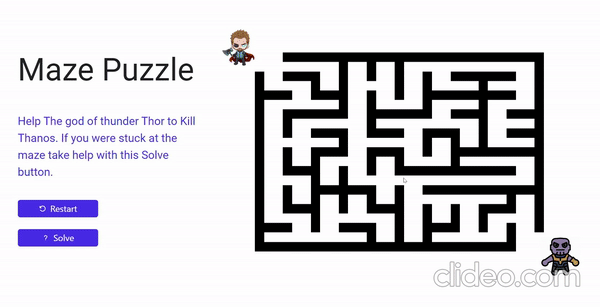 Maze Puzzle
Help The god of thunder Thor to Kill
Thanos. If you were stuck at the
maze take help with this Solve
button.
Restart
? Solve
clideo.com